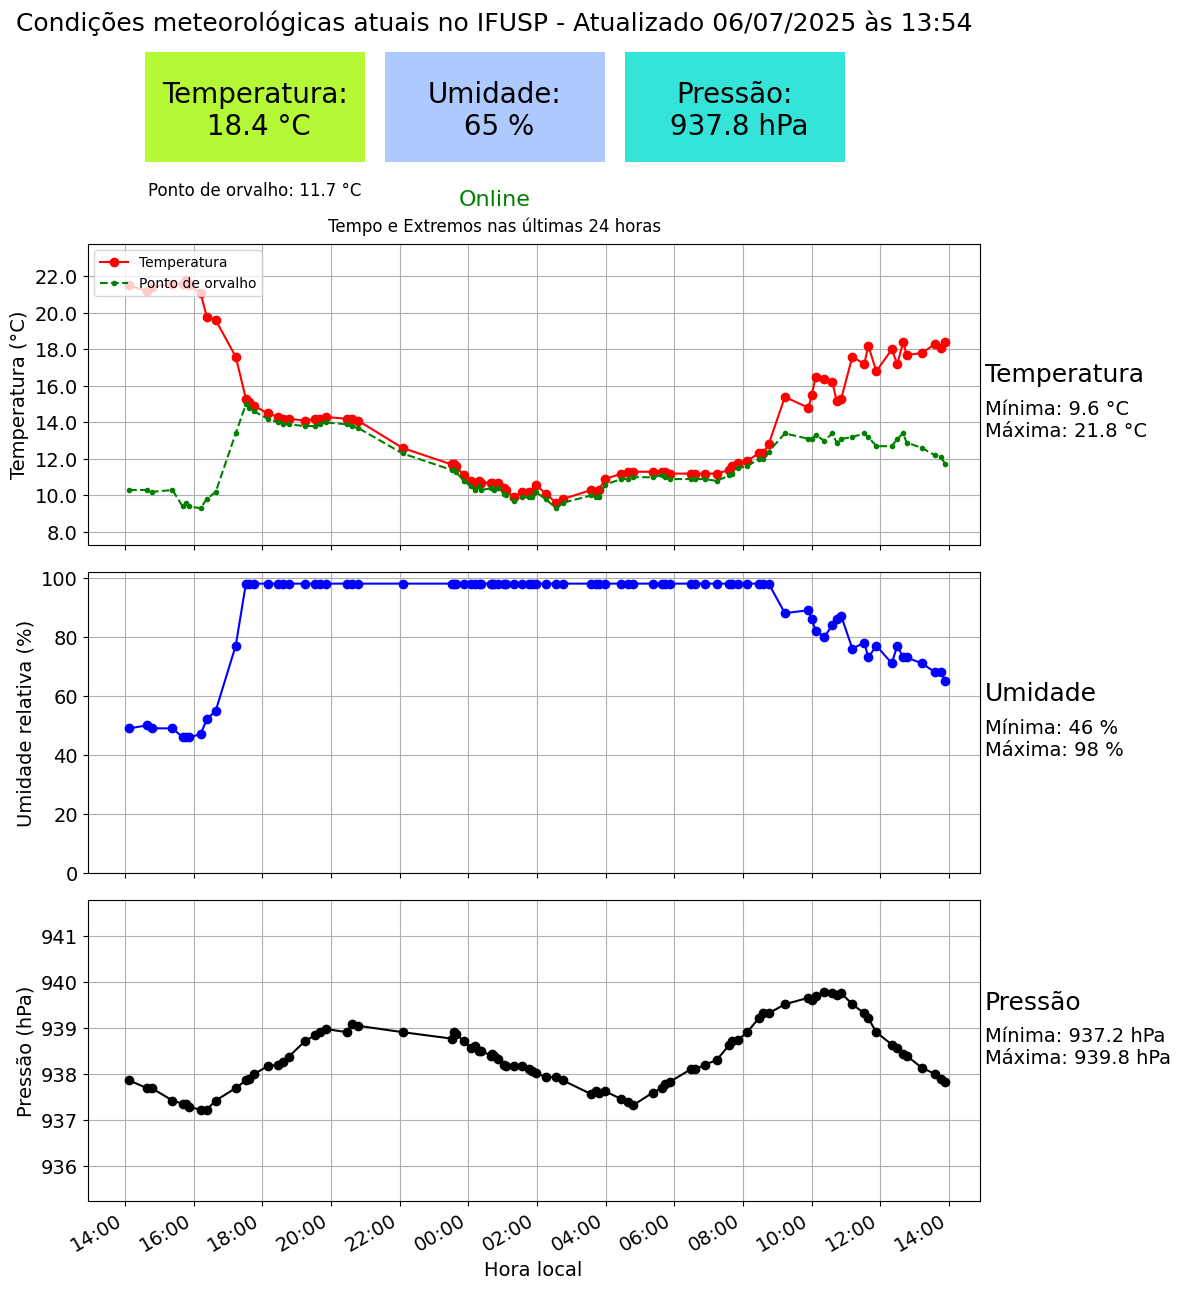 Condições meteorológicas atuais no IFUSP - Atualizado 06/07/2025 às 13:54
Temperatura:
18.4 °C
Umidade:
65 %
Pressão:
937.8 hPa
Ponto de orvalho: 11.7 °C
Online
Tempo e Extremos nas últimas 24 horas
Temperatura
Ponto de orvalho
Temperatura (°C)
22.0
20.0
18.0
16.0
14.0
12.0
10.0
8.0
Temperatura
Mínima: 9.6 °C
Máxima: 21.8 °C
Umidade relativa (%)
100
80
60
40
20
0
Umidade
Mínima: 46 %
Máxima: 98 %
Pressão (hPa)
941
940
939
938
937
936
Pressão
Mínima: 937.2 hPa
Máxima: 939.8 hPa
14:00
16:00
18:00
20:00
22:00
00:00
02:00
04:00
06:00
08:00
10:00
12:00
14:00
Hora local